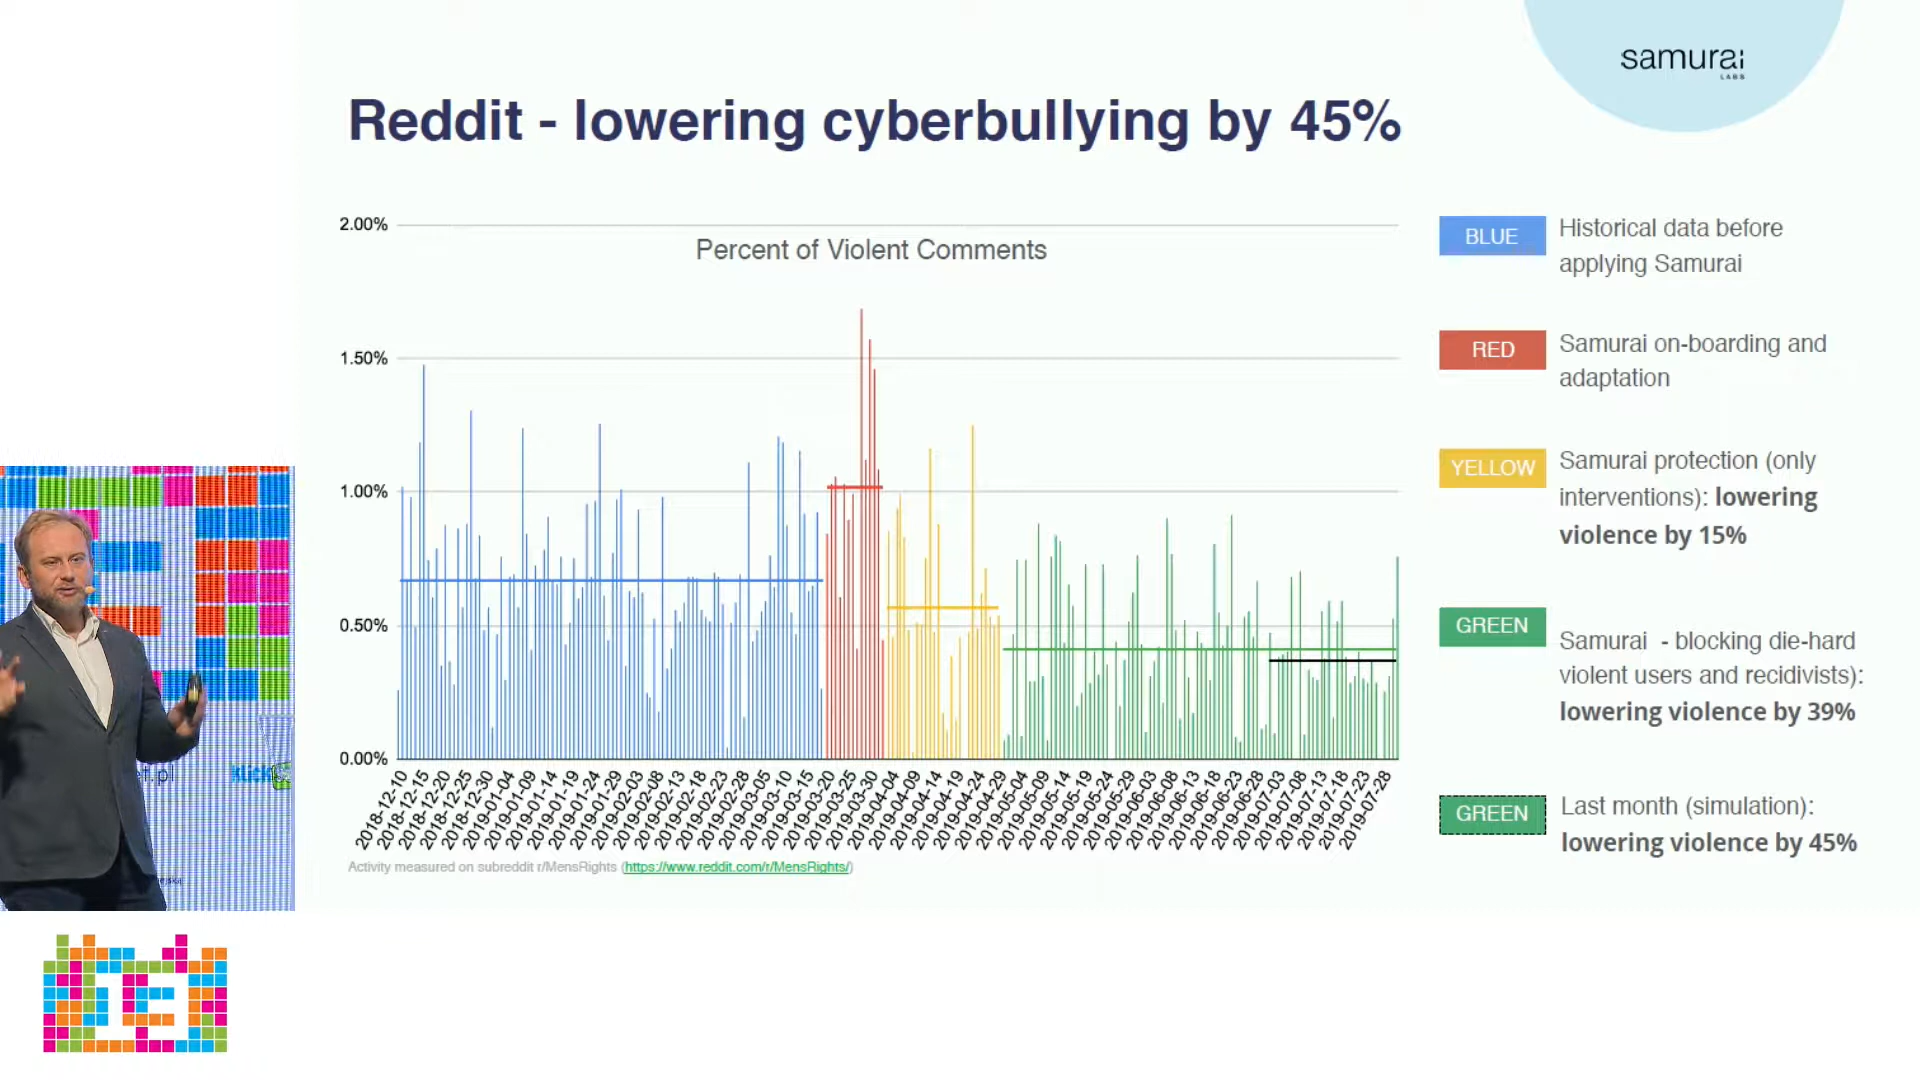 samurai
LABS
Reddit - lowering cyberbullying by 45%
Percent of Violent Comments
2.00%
1.50%
1.00%
0.50%
0.00%
2018-12-10
2018-12-15
2018-12-20
2018-12-25
2018-12-30
2019-01-04
2019-01-09
2019-01-14
2019-01-19
2019-01-24
2019-01-29
2019-02-03
2019-02-08
2019-02-13
2019-02-18
2019-02-23
2019-02-28
2019-03-05
2019-03-10
2019-03-15
2019-03-20
2019-03-25
2019-03-30
2019-04-04
2019-04-09
2019-04-14
2019-04-19
2019-04-24
2019-04-29
2019-05-04
2019-05-09
2019-05-14
2019-05-19
2019-05-24
2019-05-29
2019-06-03
2019-06-08
2019-06-13
2019-06-18
2019-06-23
2019-06-28
2019-07-03
2019-07-08
2019-07-13
2019-07-18
2019-07-23
2019-07-28
Activity measured on subreddit r/MensRights (https://www.reddit.com/r/MensRights/)
BLUE
Historical data before
applying Samurai
RED
Samurai on-boarding and
adaptation
YELLOW
Samurai protection (only
interventions): lowering
violence by 15%
GREEN
Samurai - blocking die-hard
violent users and recidivists):
lowering violence by 39%
GREEN
Last month (simulation):
lowering violence by 45%